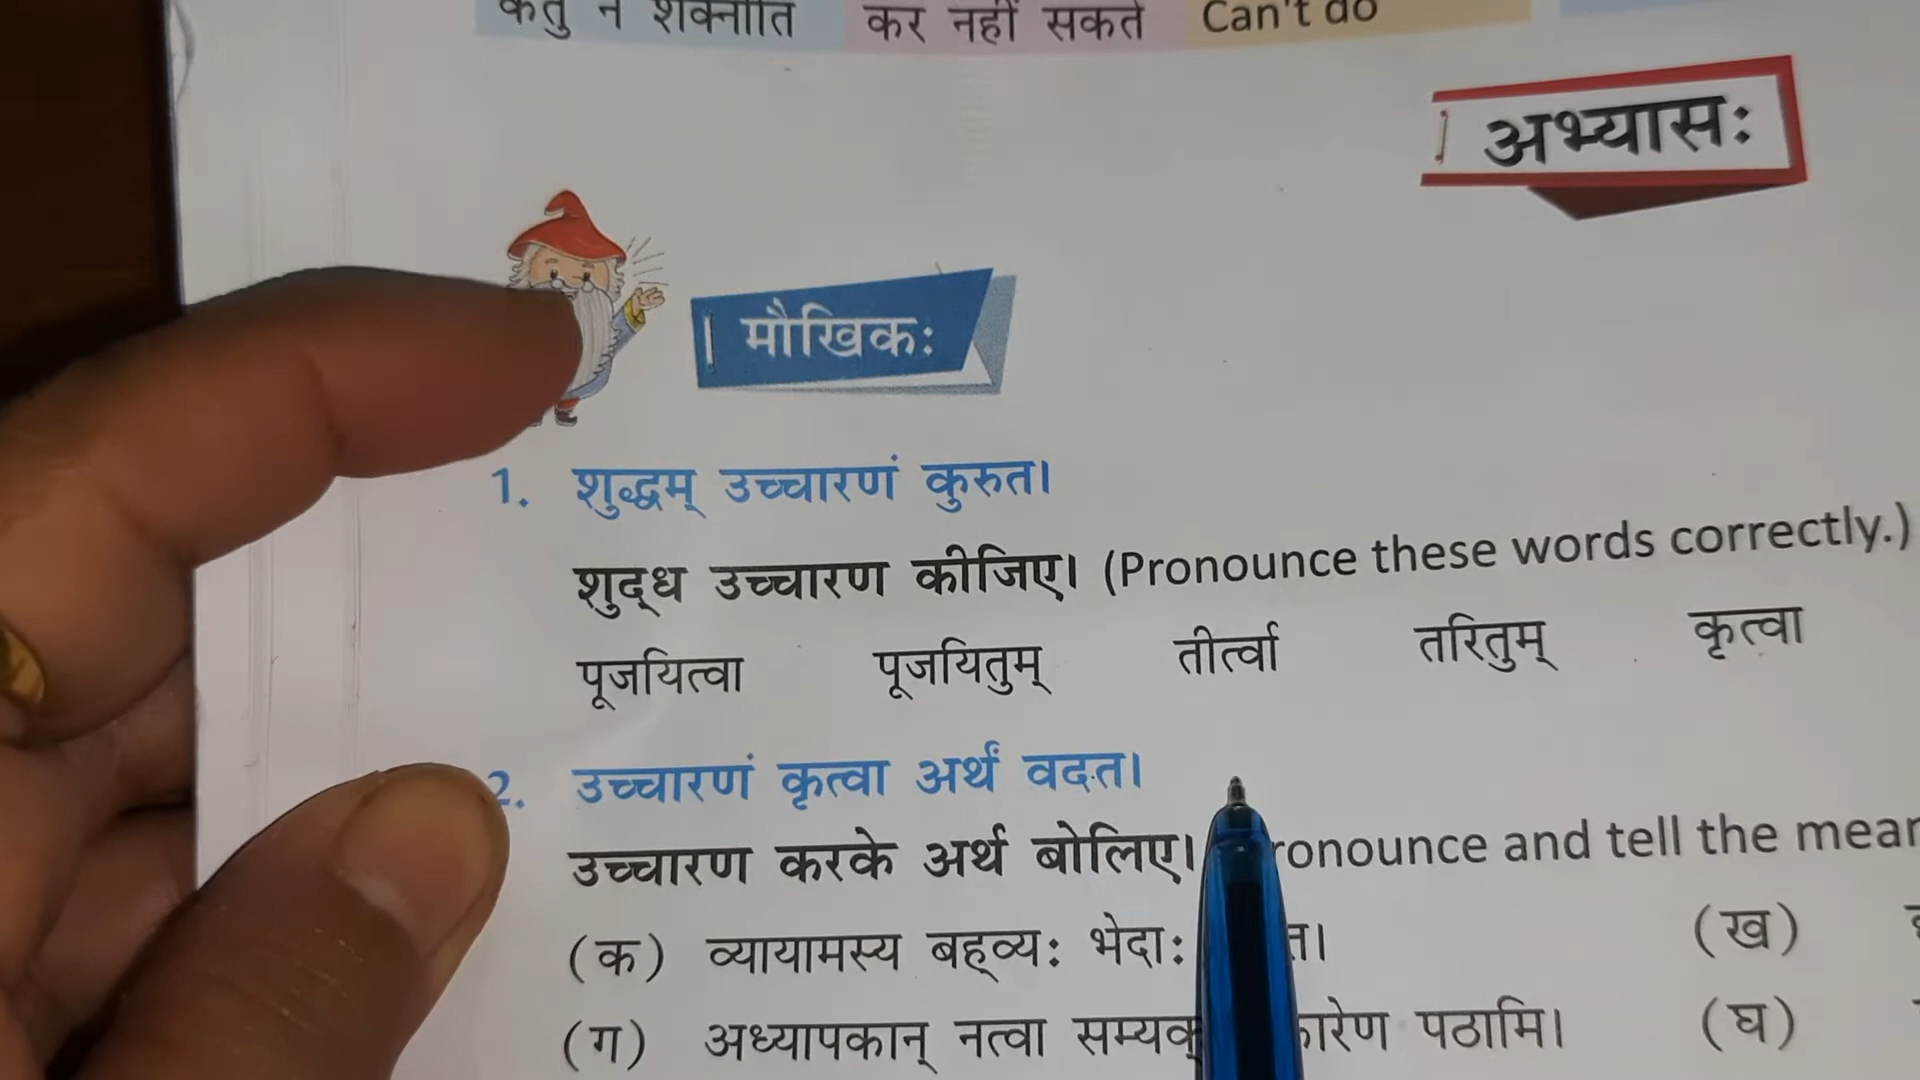 कर्तुं न शक्नोति कर नहीं सकते Can't do
अभ्यासः
मौखिकः
1. शुद्धम् उच्चारणं कुरुत।
शुद्ध उच्चारण कीजिए। (Pronounce these words correctly.)
पूजयित्वा पूजयितुम् तीर्त्वा तरितुम् कृत्वा
2. उच्चारणं कृत्वा अर्थं वदत।
उच्चारण करके अर्थ बोलिए। and tell the
(क) व्यायामस्य बह्व्यः भेदाः (ख)
(ग) अध्यापकान् नत्वा सम्यक् पठामि। (घ)